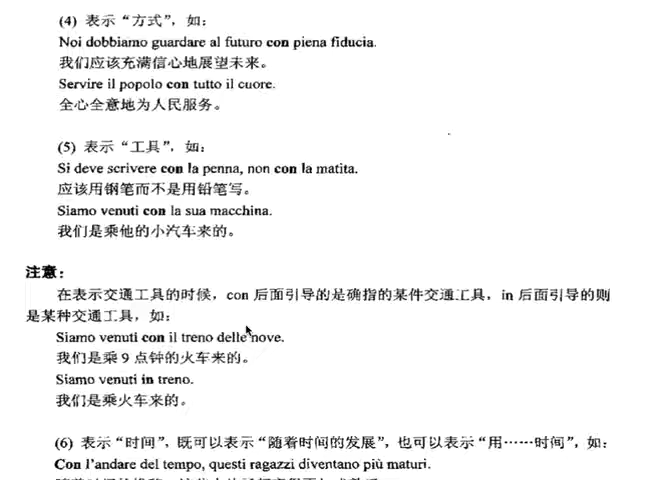 (4) 表示“方式”，如：
Noi dobbiamo guardare al futuro con piena fiducia.
我们应该充满信心地展望未来。
Servire il popolo con tutto il cuore.
全心全意地为人民服务。
(5) 表示“工具”，如：
Si deve scrivere con la penna, non con la matita.
应该用钢笔而不是用铅笔写。
Siamo venuti con la sua macchina.
我们是乘他的小汽车来的。
注意：
在表示交通工具的时候，con 后面引导的是确指的某件交通工具，in 后面引导的则
是某种交通工具，如：
Siamo venuti con il treno delle nove.
我们是乘 9 点钟的火车来的。
Siamo venuti in treno.
我们是乘火车来的。
(6) 表示“时间”，既可以表示“随着时间的发展”，也可以表示“用……时间”，如：
Con l'andare del tempo, questi ragazzi diventano più maturi.